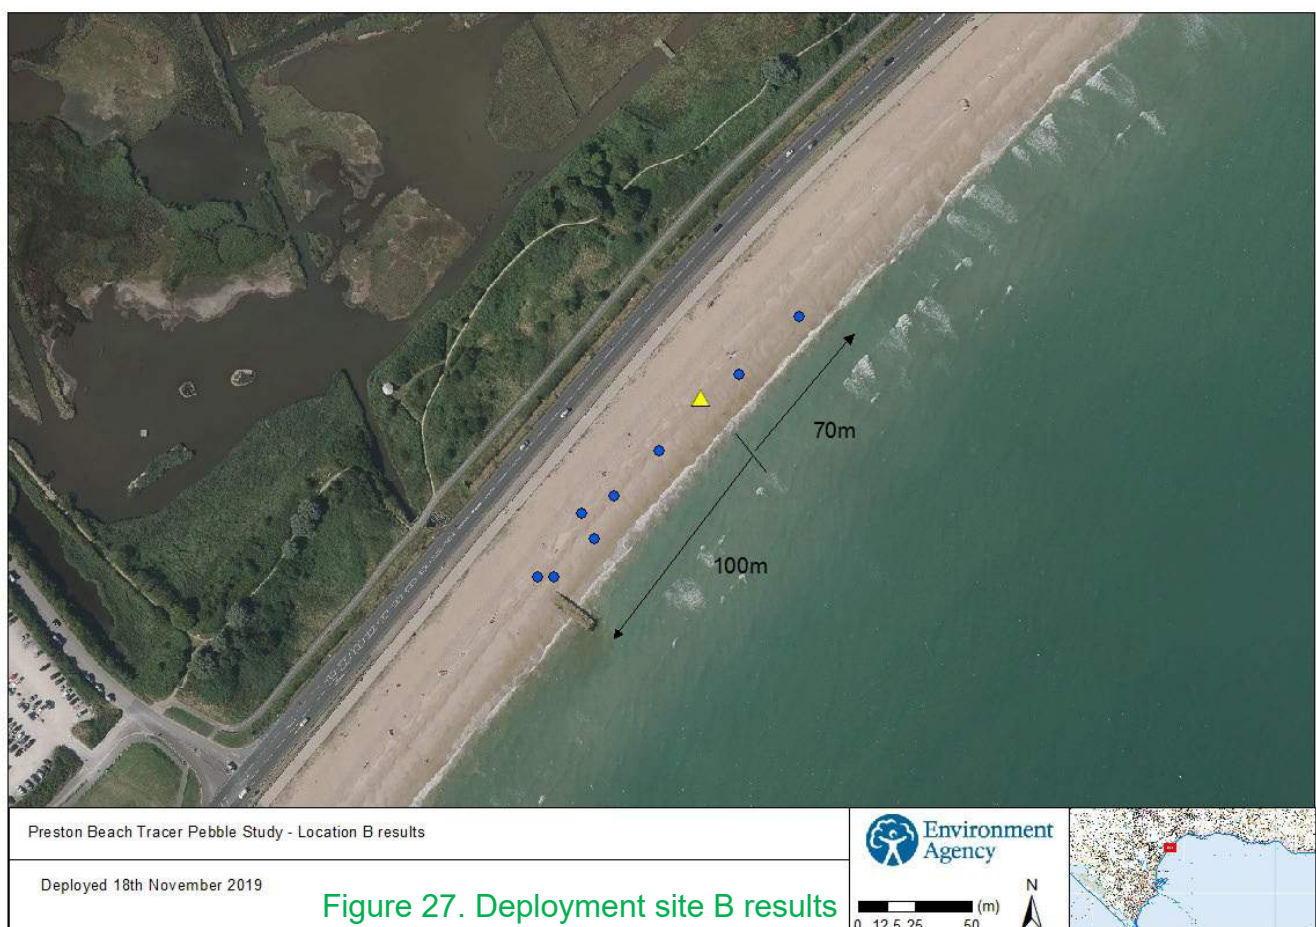 70m
100m
Preston Beach Tracer Pebble Study - Location B results
Deployed 18th November 2019
Figure 27. Deployment site B results
Environment
Agency
N
(m)
0 12.5 25 50